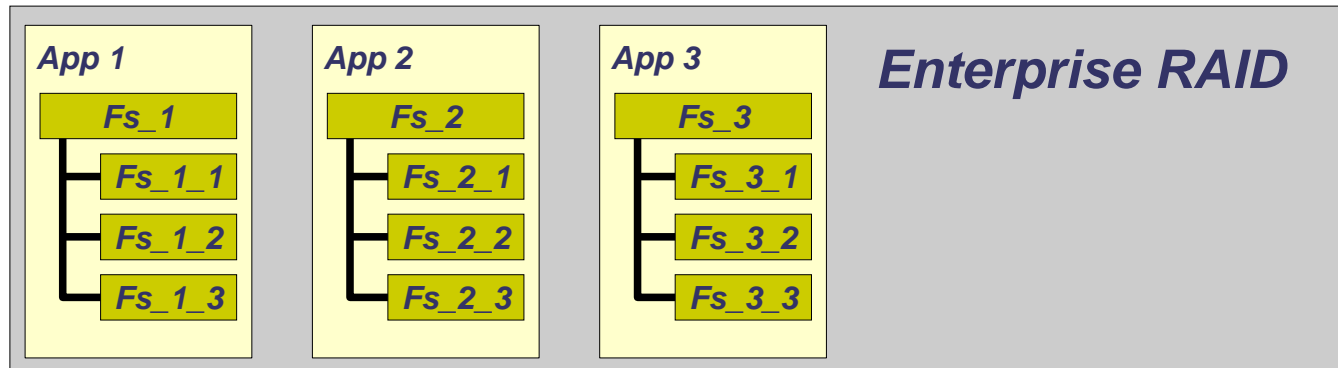 App 1
Fs_1
Fs_1_1
Fs_1_2
Fs_1_3
App 2
Fs_2
Fs_2_1
Fs_2_2
Fs_2_3
App 3
Fs_3
Fs_3_1
Fs_3_2
Fs_3_3
Enterprise RAID